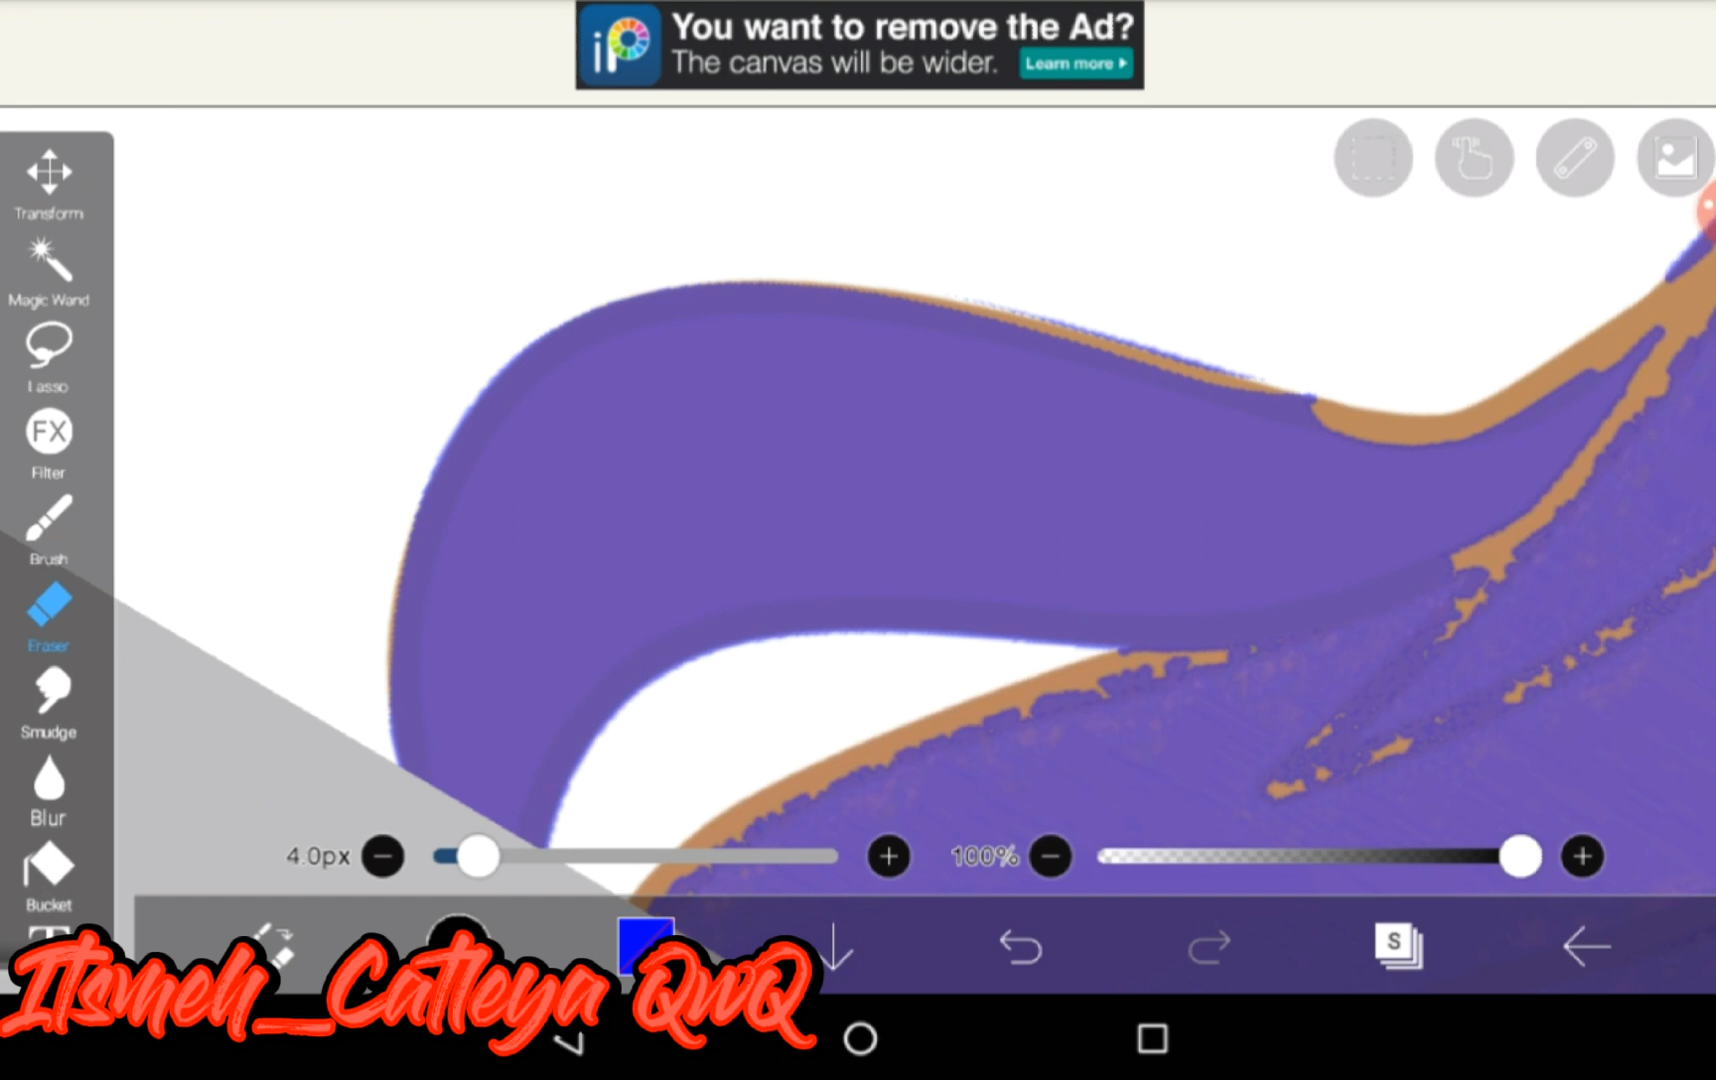 iP
You want to remove the Ad?
The canvas will be wider.
Learn more
Transform
Magic Wand
Lasso
FX
Filter
Brush
Eraser
Smudge
Blur
Bucket
T
4.0px
100%
S
Itsmeh_Catleya QwQ